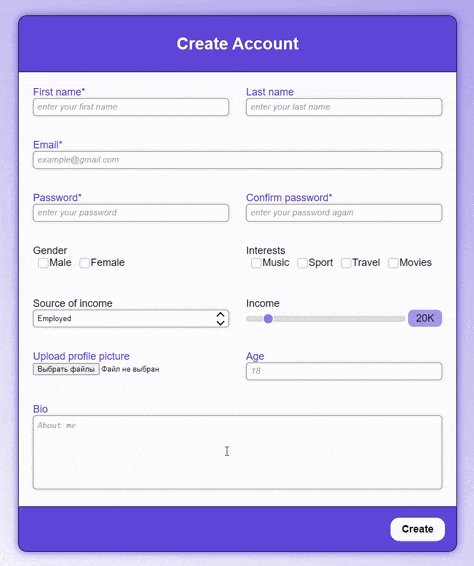 Create Account
First name* Last name
enter your first name enter your last name
Email*
example@gmail.com
Password* Confirm password*
enter your password enter your password again
Gender Interests
Male Female Music Sport Travel Movies
Source of income Income
Employed 20K
Upload profile picture Age
Выбрать файлы Файл не выбран 18
Bio
About me
Create